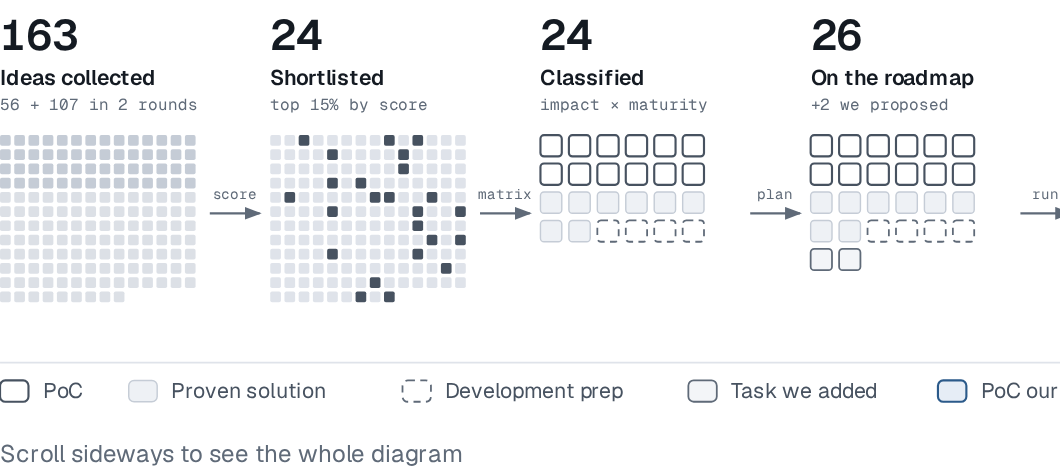 163
Ideas collected
56 + 107 in 2 rounds
score
24
Shortlisted
top 15% by score
matrix
24
Classified
impact × maturity
plan
26
On the roadmap
+2 we proposed
run
PoC
Proven solution
Development prep
Task we added
PoC our
Scroll sideways to see the whole diagram